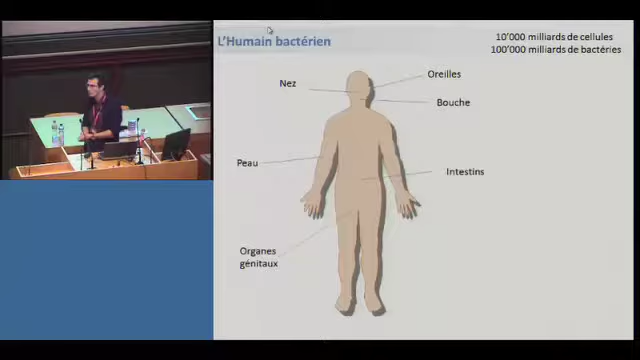 L'Humain bactérien
10'000 milliards de cellules
100'000 milliards de bactéries
Oreilles
Nez
Bouche
Peau
Intestins
Organes
génitaux